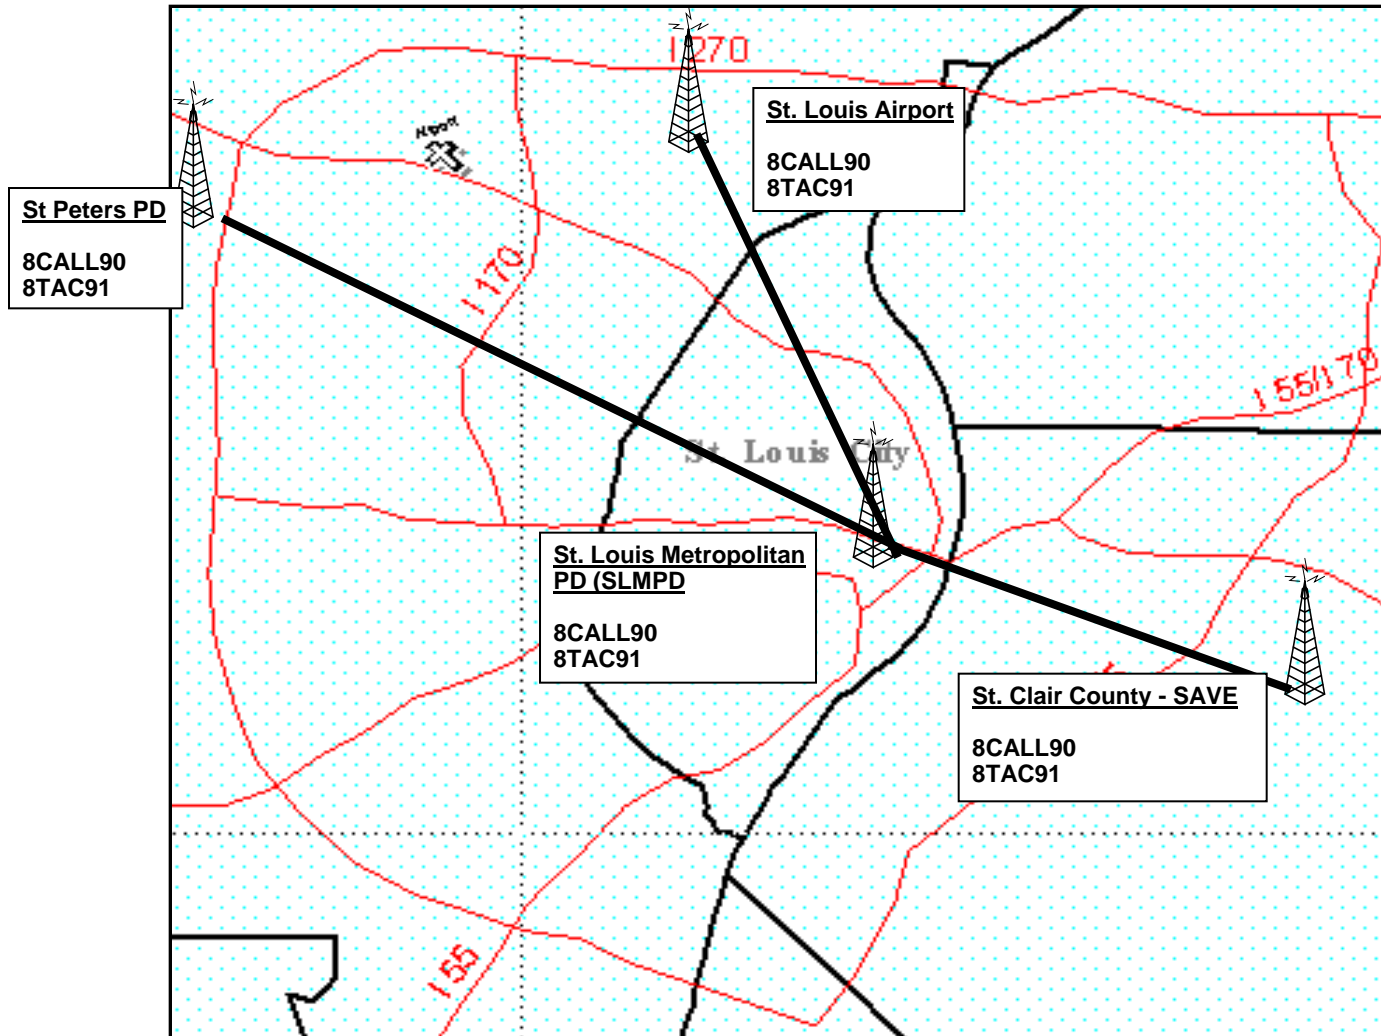 I 270
St. Louis Airport
8CALL90
8TAC91
Airport
St Peters PD
8CALL90
8TAC91
I 170
I 55/I 70
St Louis City
St. Louis Metropolitan
PD (SLMPD
8CALL90
8TAC91
St. Clair County - SAVE
8CALL90
8TAC91
I 55